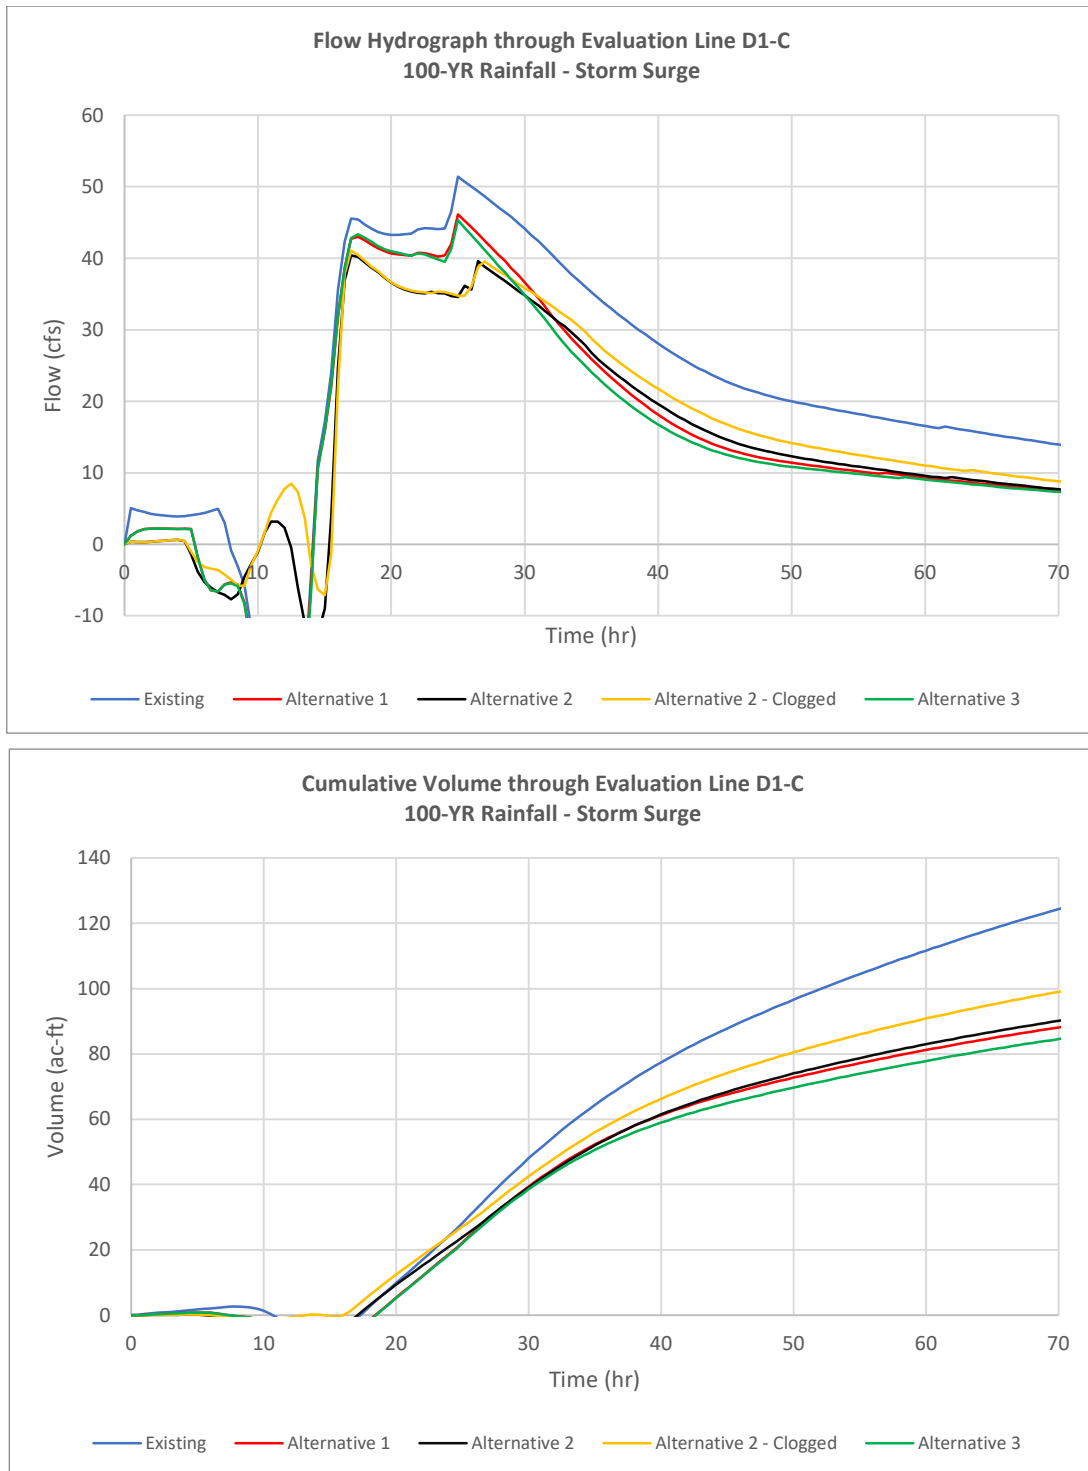 Flow Hydrograph through Evaluation Line D1-C
100-YR Rainfall - Storm Surge
60
50
40
30
20
10
0
-10
Flow (cfs)
0 10 20 30 40 50 60 70
Time (hr)
Existing Alternative 1 Alternative 2 Alternative 2 - Clogged Alternative 3
Cumulative Volume through Evaluation Line D1-C
100-YR Rainfall - Storm Surge
140
120
100
80
60
40
20
0
Volume (ac-ft)
0 10 20 30 40 50 60 70
Time (hr)
Existing Alternative 1 Alternative 2 Alternative 2 - Clogged Alternative 3